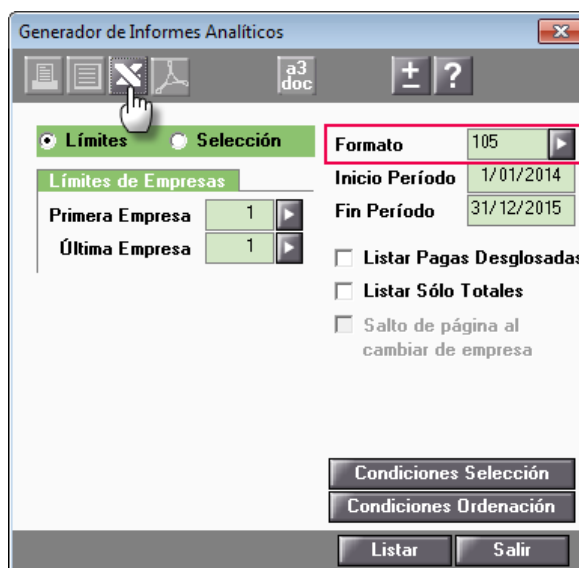 Generador de Informes Analíticos
a3
doc
± ?
Límites Selección
Límites de Empresas
Primera Empresa 1
Última Empresa 1
Formato 105
Inicio Período 1/01/2014
Fin Período 31/12/2015
Listar Pagas Desglosadas
Listar Sólo Totales
Salto de página al
cambiar de empresa
Condiciones Selección
Condiciones Ordenación
Listar Salir